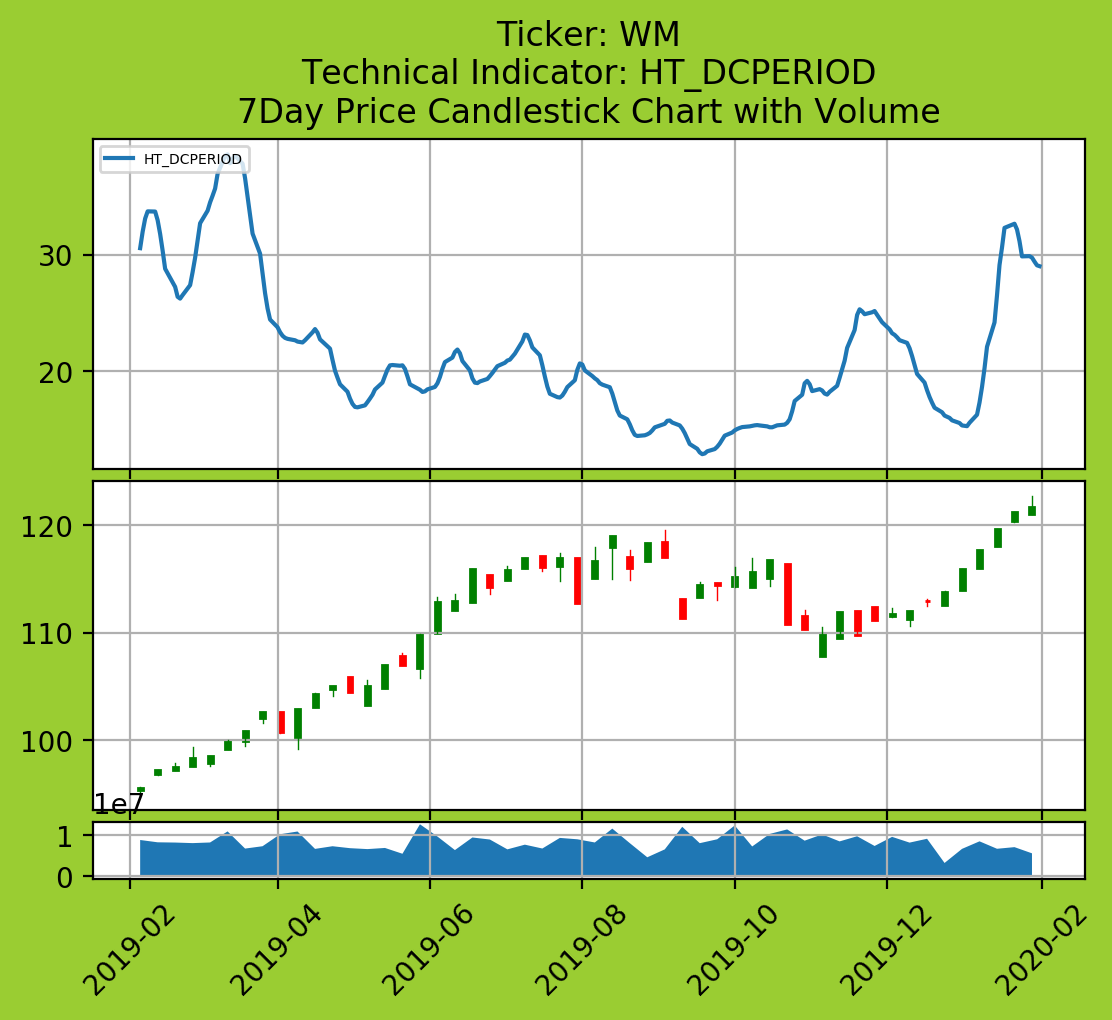 Ticker: WM
Technical Indicator: HT_DCPERIOD
7Day Price Candlestick Chart with Volume
HT_DCPERIOD
30
20
120
110
100
1e7
1
0
2019-02
2019-04
2019-06
2019-08
2019-10
2019-12
2020-02